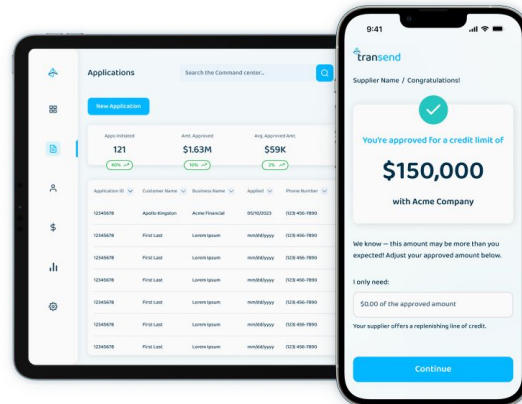 Applications
Search the Command center...
New Application
Apps Initiated
121
40%
Amt. Approved
$1.63M
10%
Avg. Approved Amt.
$59K
2%
Application ID Customer Name Business Name Applied Phone Number
12345678 Apollo Kingston Acme Financial 05/10/2023 (123) 456-7890
12345678 First Last Lorem Ipsum mm/dd/yyyy (123) 456-7890
12345678 First Last Lorem Ipsum mm/dd/yyyy (123) 456-7890
12345678 First Last Lorem Ipsum mm/dd/yyyy (123) 456-7890
12345678 First Last Lorem Ipsum mm/dd/yyyy (123) 456-7890
12345678 First Last Lorem Ipsum mm/dd/yyyy (123) 456-7890
12345678 First Last Lorem Ipsum mm/dd/yyyy (123) 456-7890
9:41
transend
Supplier Name / Congratulations!
You're approved for a credit limit of
$150,000
with Acme Company
We know — this amount may be more than you
expected! Adjust your approved amount below.
I only need:
$0.00 of the approved amount
Your supplier offers a replenishing line of credit.
Continue